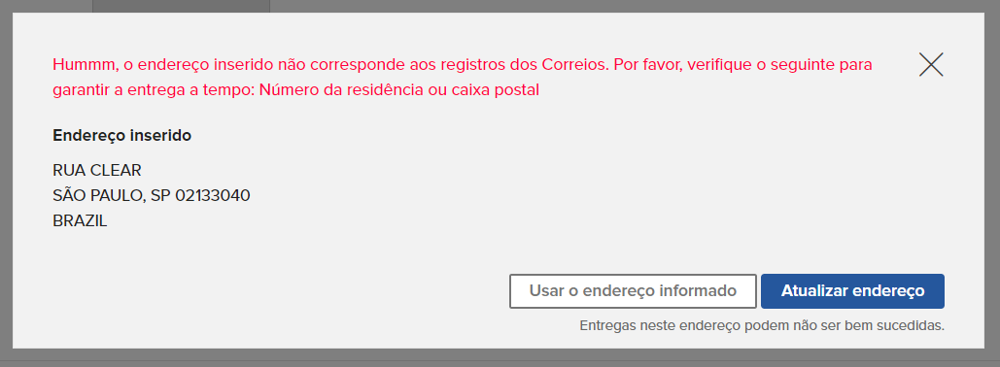 Hummm, o endereço inserido não corresponde aos registros dos Correios. Por favor, verifique o seguinte para
garantir a entrega a tempo: Número da residência ou caixa postal
Endereço inserido
RUA CLEAR
SÃO PAULO, SP 02133040
BRAZIL
Usar o endereço informado
Atualizar endereço
Entregas neste endereço podem não ser bem sucedidas.